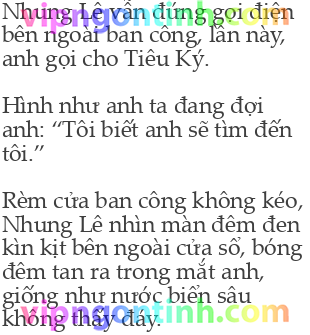 Nhung Lê vẫn đứng gọi điện
bên ngoài ban công, lần này,
anh gọi cho Tiêu Ký.
Hình như anh ta đang đợi
anh: “Tôi biết anh sẽ tìm đến
tôi.”
Rèm cửa ban công không kéo,
Nhung Lê nhìn màn đêm đen
kìn kịt bên ngoài cửa sổ, bóng
đêm tan ra trong mắt anh,
giống như nước biển sâu
không thấy đáy.
vipngontinh.com
vipngontinh.com